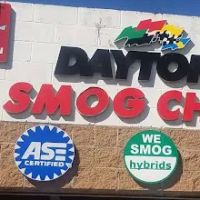 DAYTON
SMOG CH
ASE
CERTIFIED
WE
SMOG
hybrids